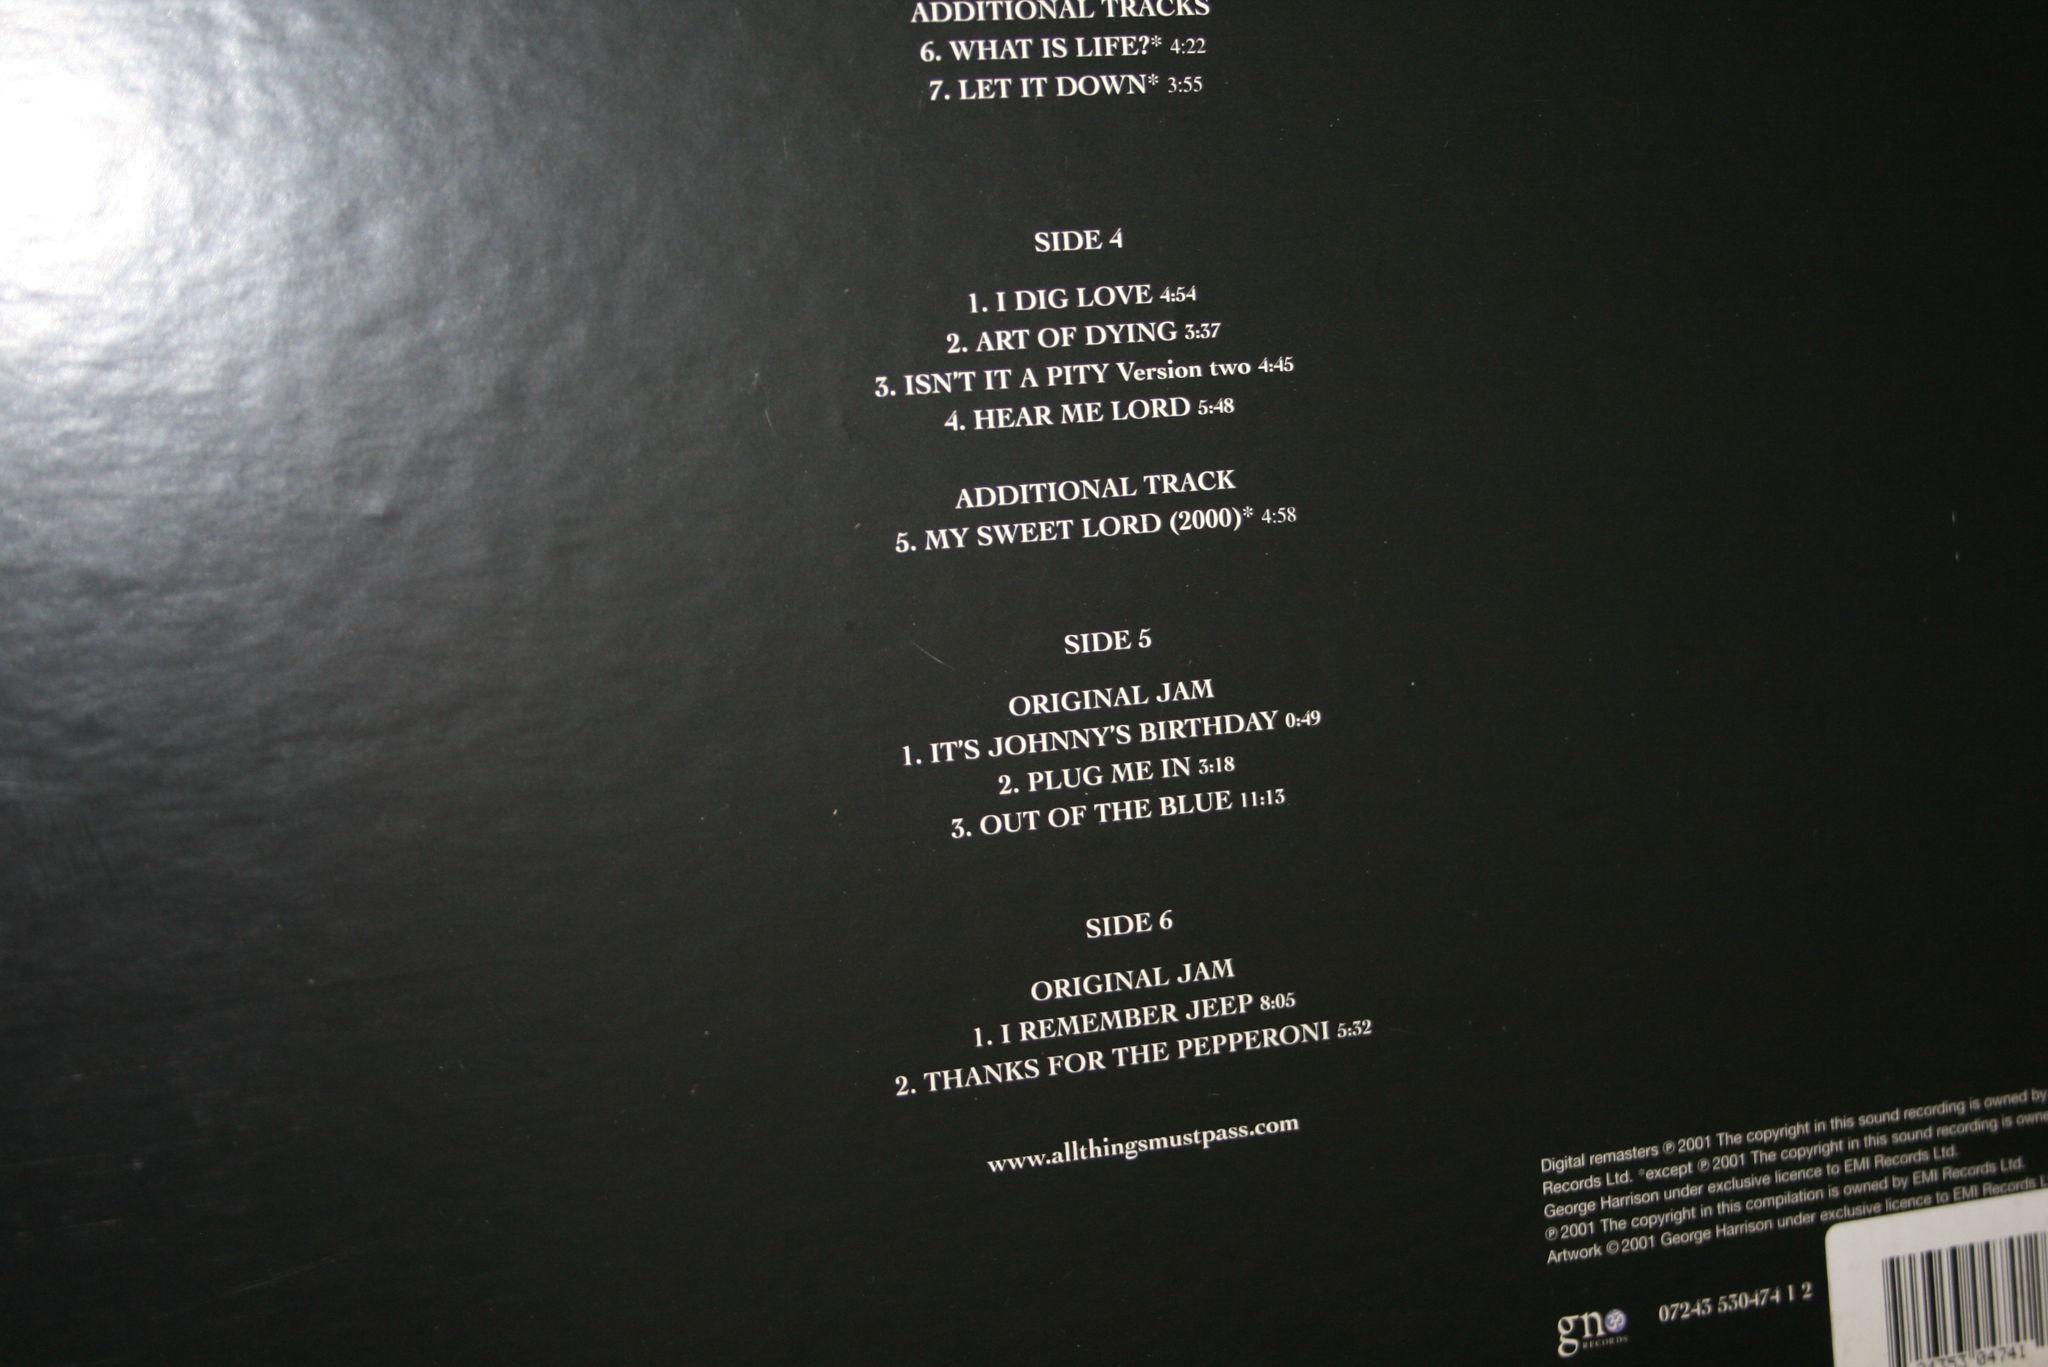 ADDITIONAL TRACKS
6. WHAT IS LIFE?* 4:22
7. LET IT DOWN* 3:55
SIDE 4
1. I DIG LOVE 4:54
2. ART OF DYING 3:37
3. ISN'T IT A PITY Version two 4:45
4. HEAR ME LORD 5:48
ADDITIONAL TRACK
5. MY SWEET LORD (2000)* 4:58
SIDE 5
ORIGINAL JAM
1. IT'S JOHNNY'S BIRTHDAY 0:49
2. PLUG ME IN 3:18
3. OUT OF THE BLUE 11:13
SIDE 6
ORIGINAL JAM
1. I REMEMBER JEEP 8:05
2. THANKS FOR THE PEPPERONI 5:32
www.allthingsmustpass.com
Digital remasters ℗ 2001 The copyright in this sound recording is owned by
Records Ltd. *except ℗ 2001 The copyright in this sound recording is
George Harrison under exclusive licence to EMI Records Ltd.
℗ 2001 The copyright in this compilation is owned by EMI Records Ltd.
Artwork © 2001 George Harrison under exclusive licence to EMI Records
gn
RECORDS
07243 530474 1 2
04741